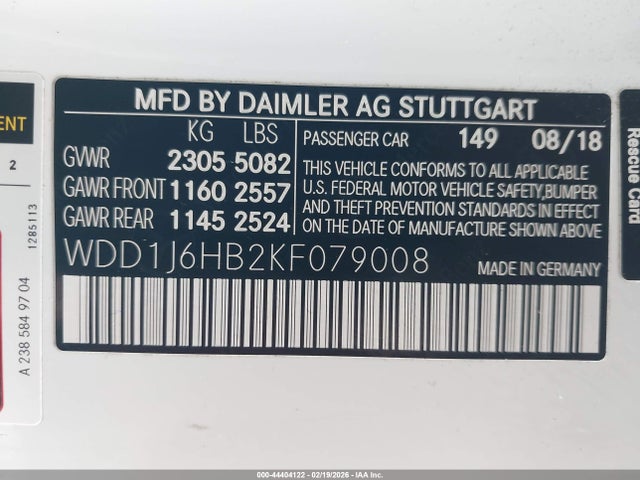 MFD BY DAIMLER AG STUTTGART
KG LBS
GVWR 2305 5082
GAWR FRONT 1160 2557
GAWR REAR 1145 2524
PASSENGER CAR 149 08/18
THIS VEHICLE CONFORMS TO ALL APPLICABLE
U.S. FEDERAL MOTOR VEHICLE SAFETY,BUMPER
AND THEFT PREVENTION STANDARDS IN EFFECT
ON THE DATE OF MANUFACTURE SHOWN ABOVE.
WDD1J6HB2KF079008
MADE IN GERMANY
2
1285113
A 238 584 97 04
Rescue Card
000-44404122 - 02/19/2026 - Copyright IAA, LLC.